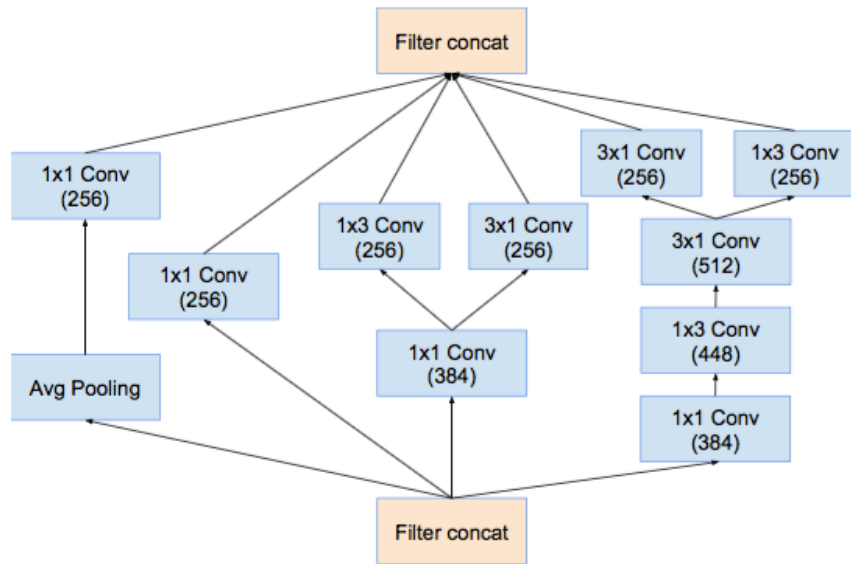 Filter concat
3x1 Conv
(256)
1x3 Conv
(256)
1x1 Conv
(256)
1x3 Conv
(256)
3x1 Conv
(256)
3x1 Conv
(512)
1x1 Conv
(256)
1x3 Conv
(448)
1x1 Conv
(384)
Avg Pooling
1x1 Conv
(384)
Filter concat